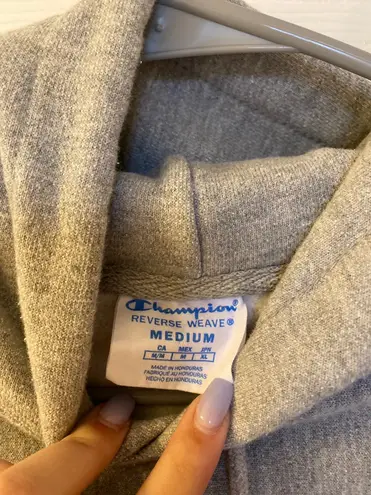 Champion
REVERSE WEAVE®
MEDIUM
CA MEX JPN
M/M M XL
MADE IN HONDURAS
FABRIQUÉ AU HONDURAS
HECHO EN HONDURAS